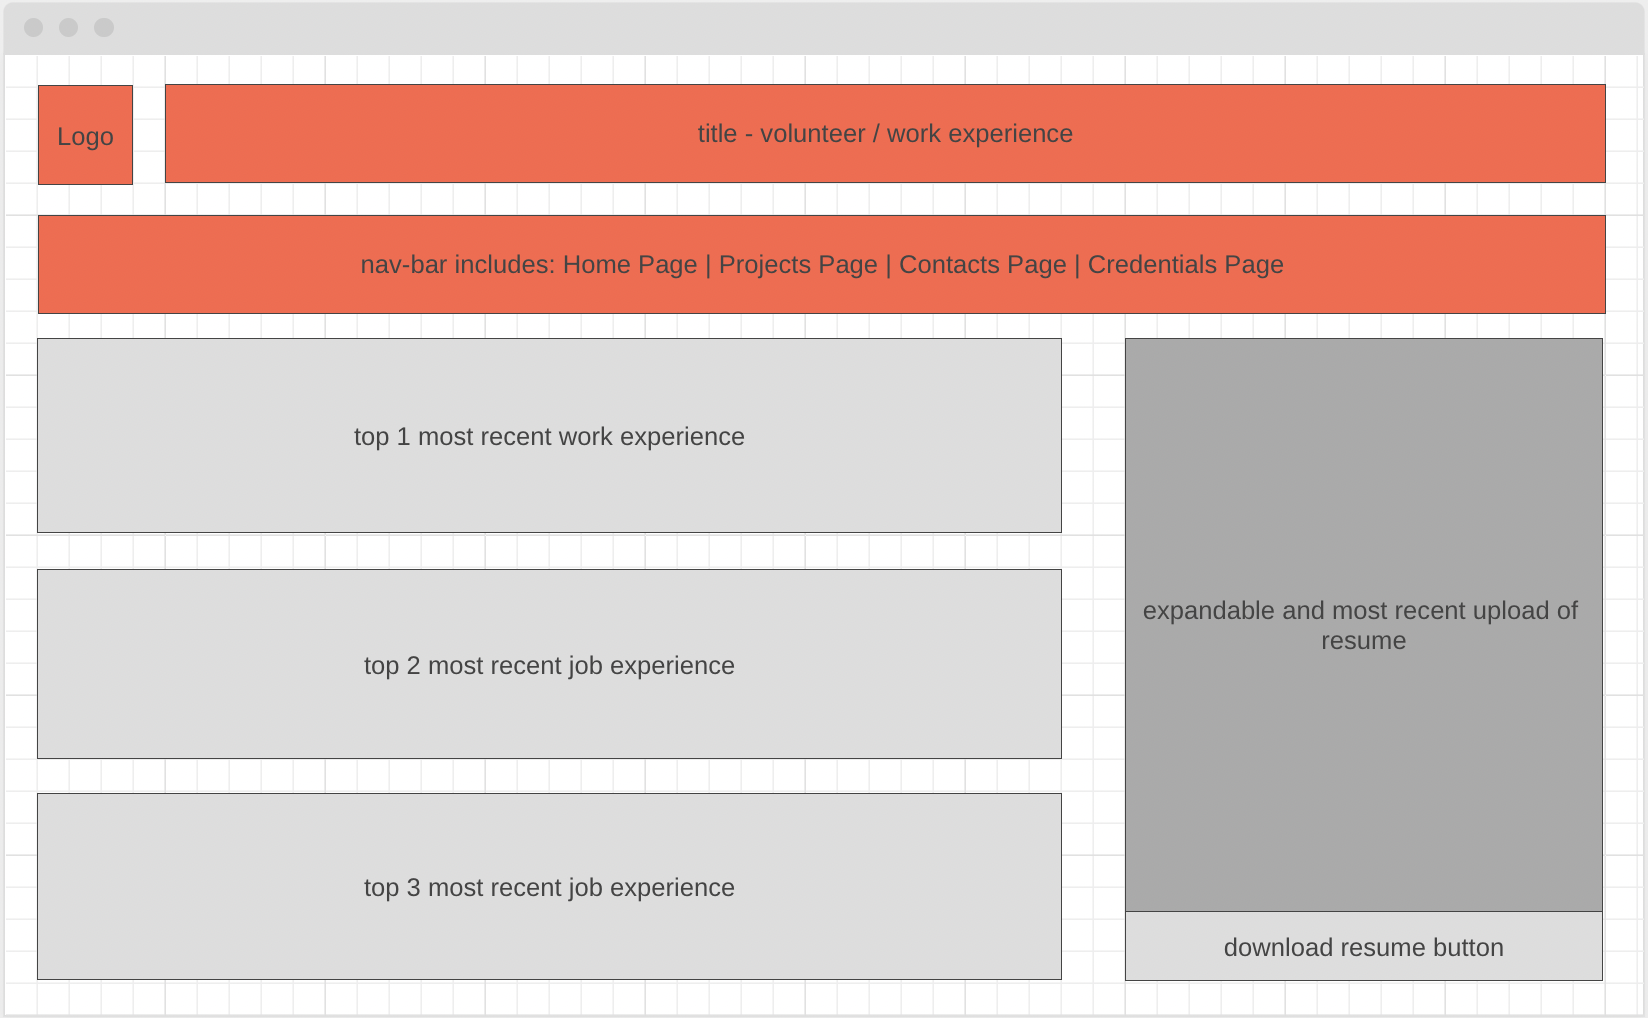 Logo
title - volunteer / work experience
nav-bar includes: Home Page | Projects Page | Contacts Page | Credentials Page
top 1 most recent work experience
top 2 most recent job experience
top 3 most recent job experience
expandable and most recent upload of
resume
download resume button